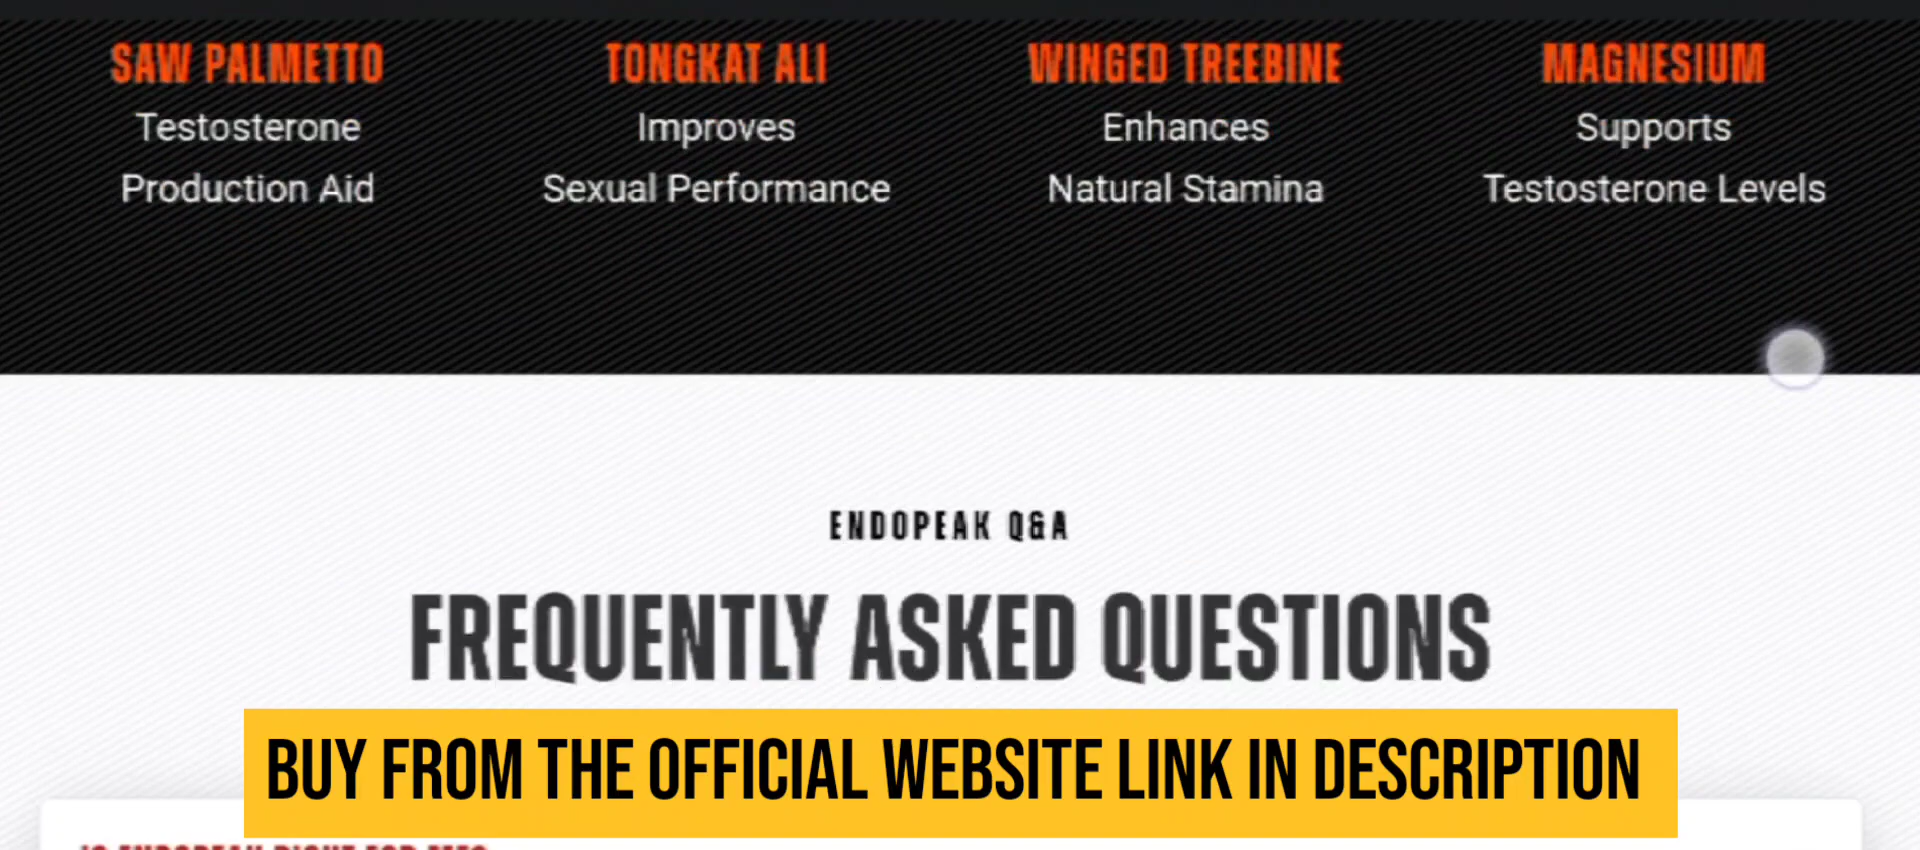 SAW PALMETTO
Testosterone
Production Aid
TONGKAT ALI
Improves
Sexual Performance
WINGED TREEBINE
Enhances
Natural Stamina
MAGNESIUM
Supports
Testosterone Levels
ENDOPEAK Q&A
FREQUENTLY ASKED QUESTIONS
BUY FROM THE OFFICIAL WEBSITE LINK IN DESCRIPTION